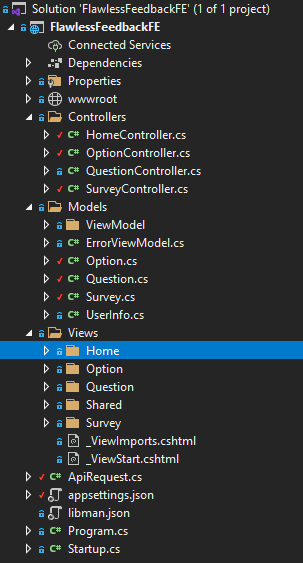 Solution 'FlawlessFeedbackFE' (1 of 1 project)
FlawlessFeedbackFE
Connected Services
Dependencies
Properties
wwwroot
Controllers
C# HomeController.cs
C# OptionController.cs
C# QuestionController.cs
C# SurveyController.cs
Models
ViewModel
C# ErrorViewModel.cs
C# Option.cs
C# Question.cs
C# Survey.cs
C# UserInfo.cs
Views
Home
Option
Question
Shared
Survey
_ViewImports.cshtml
_ViewStart.cshtml
C# ApiRequest.cs
appsettings.json
libman.json
C# Program.cs
C# Startup.cs